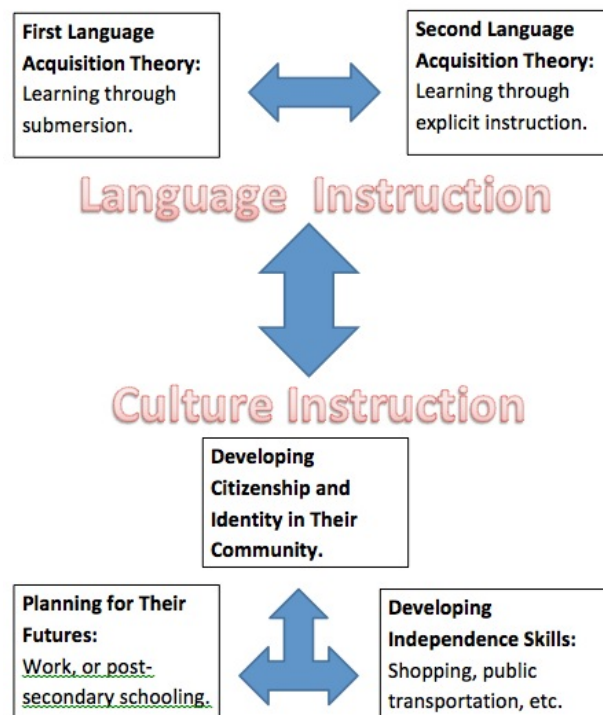 First Language
Acquisition Theory:
Learning through
submersion.
Second Language
Acquisition Theory:
Learning through
explicit instruction.
Language Instruction
Culture Instruction
Developing
Citizenship and
Identity in Their
Community.
Planning for Their
Futures:
Work, or post-
secondary schooling.
Developing
Independence Skills:
Shopping, public
transportation, etc.